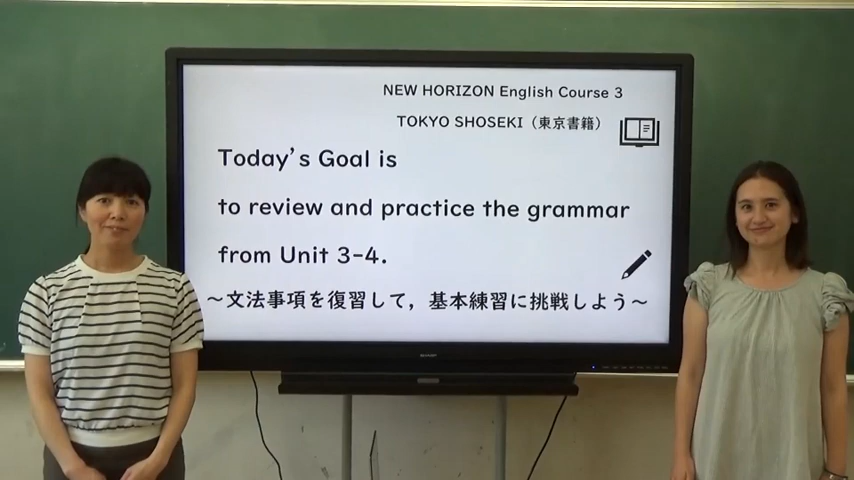 NEW HORIZON English Course 3
TOKYO SHOSEKI（東京書籍）
Today's Goal is
to review and practice the grammar
from Unit 3-4.
～文法事項を復習して，基本練習に挑戦しよう～